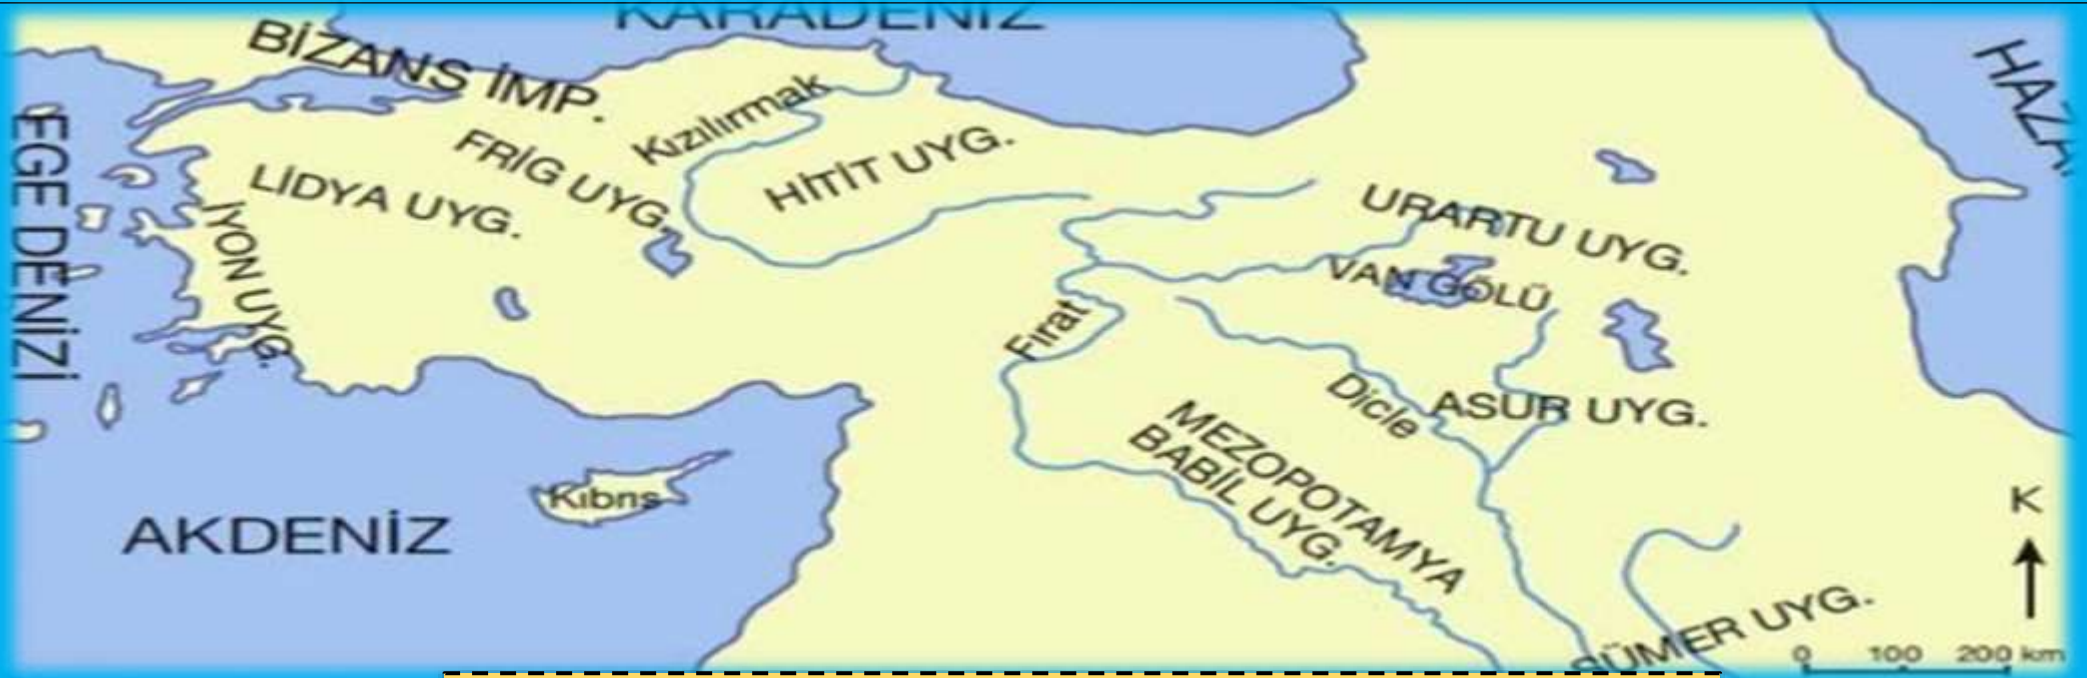 KARADENİZ
BİZANS İMP.
EGE DENİZİ
Kızılırmak
FRİG UYG.
HİTİT UYG.
LİDYA UYG.
İYON UYG.
URARTU UYG.
VAN GÖLÜ
Fırat
Dicle
ASUR UYG.
MEZOPOTAMYA
BABİL UYG.
Kıbrıs
AKDENİZ
K
SÜMER UYG.
0 100 200 km